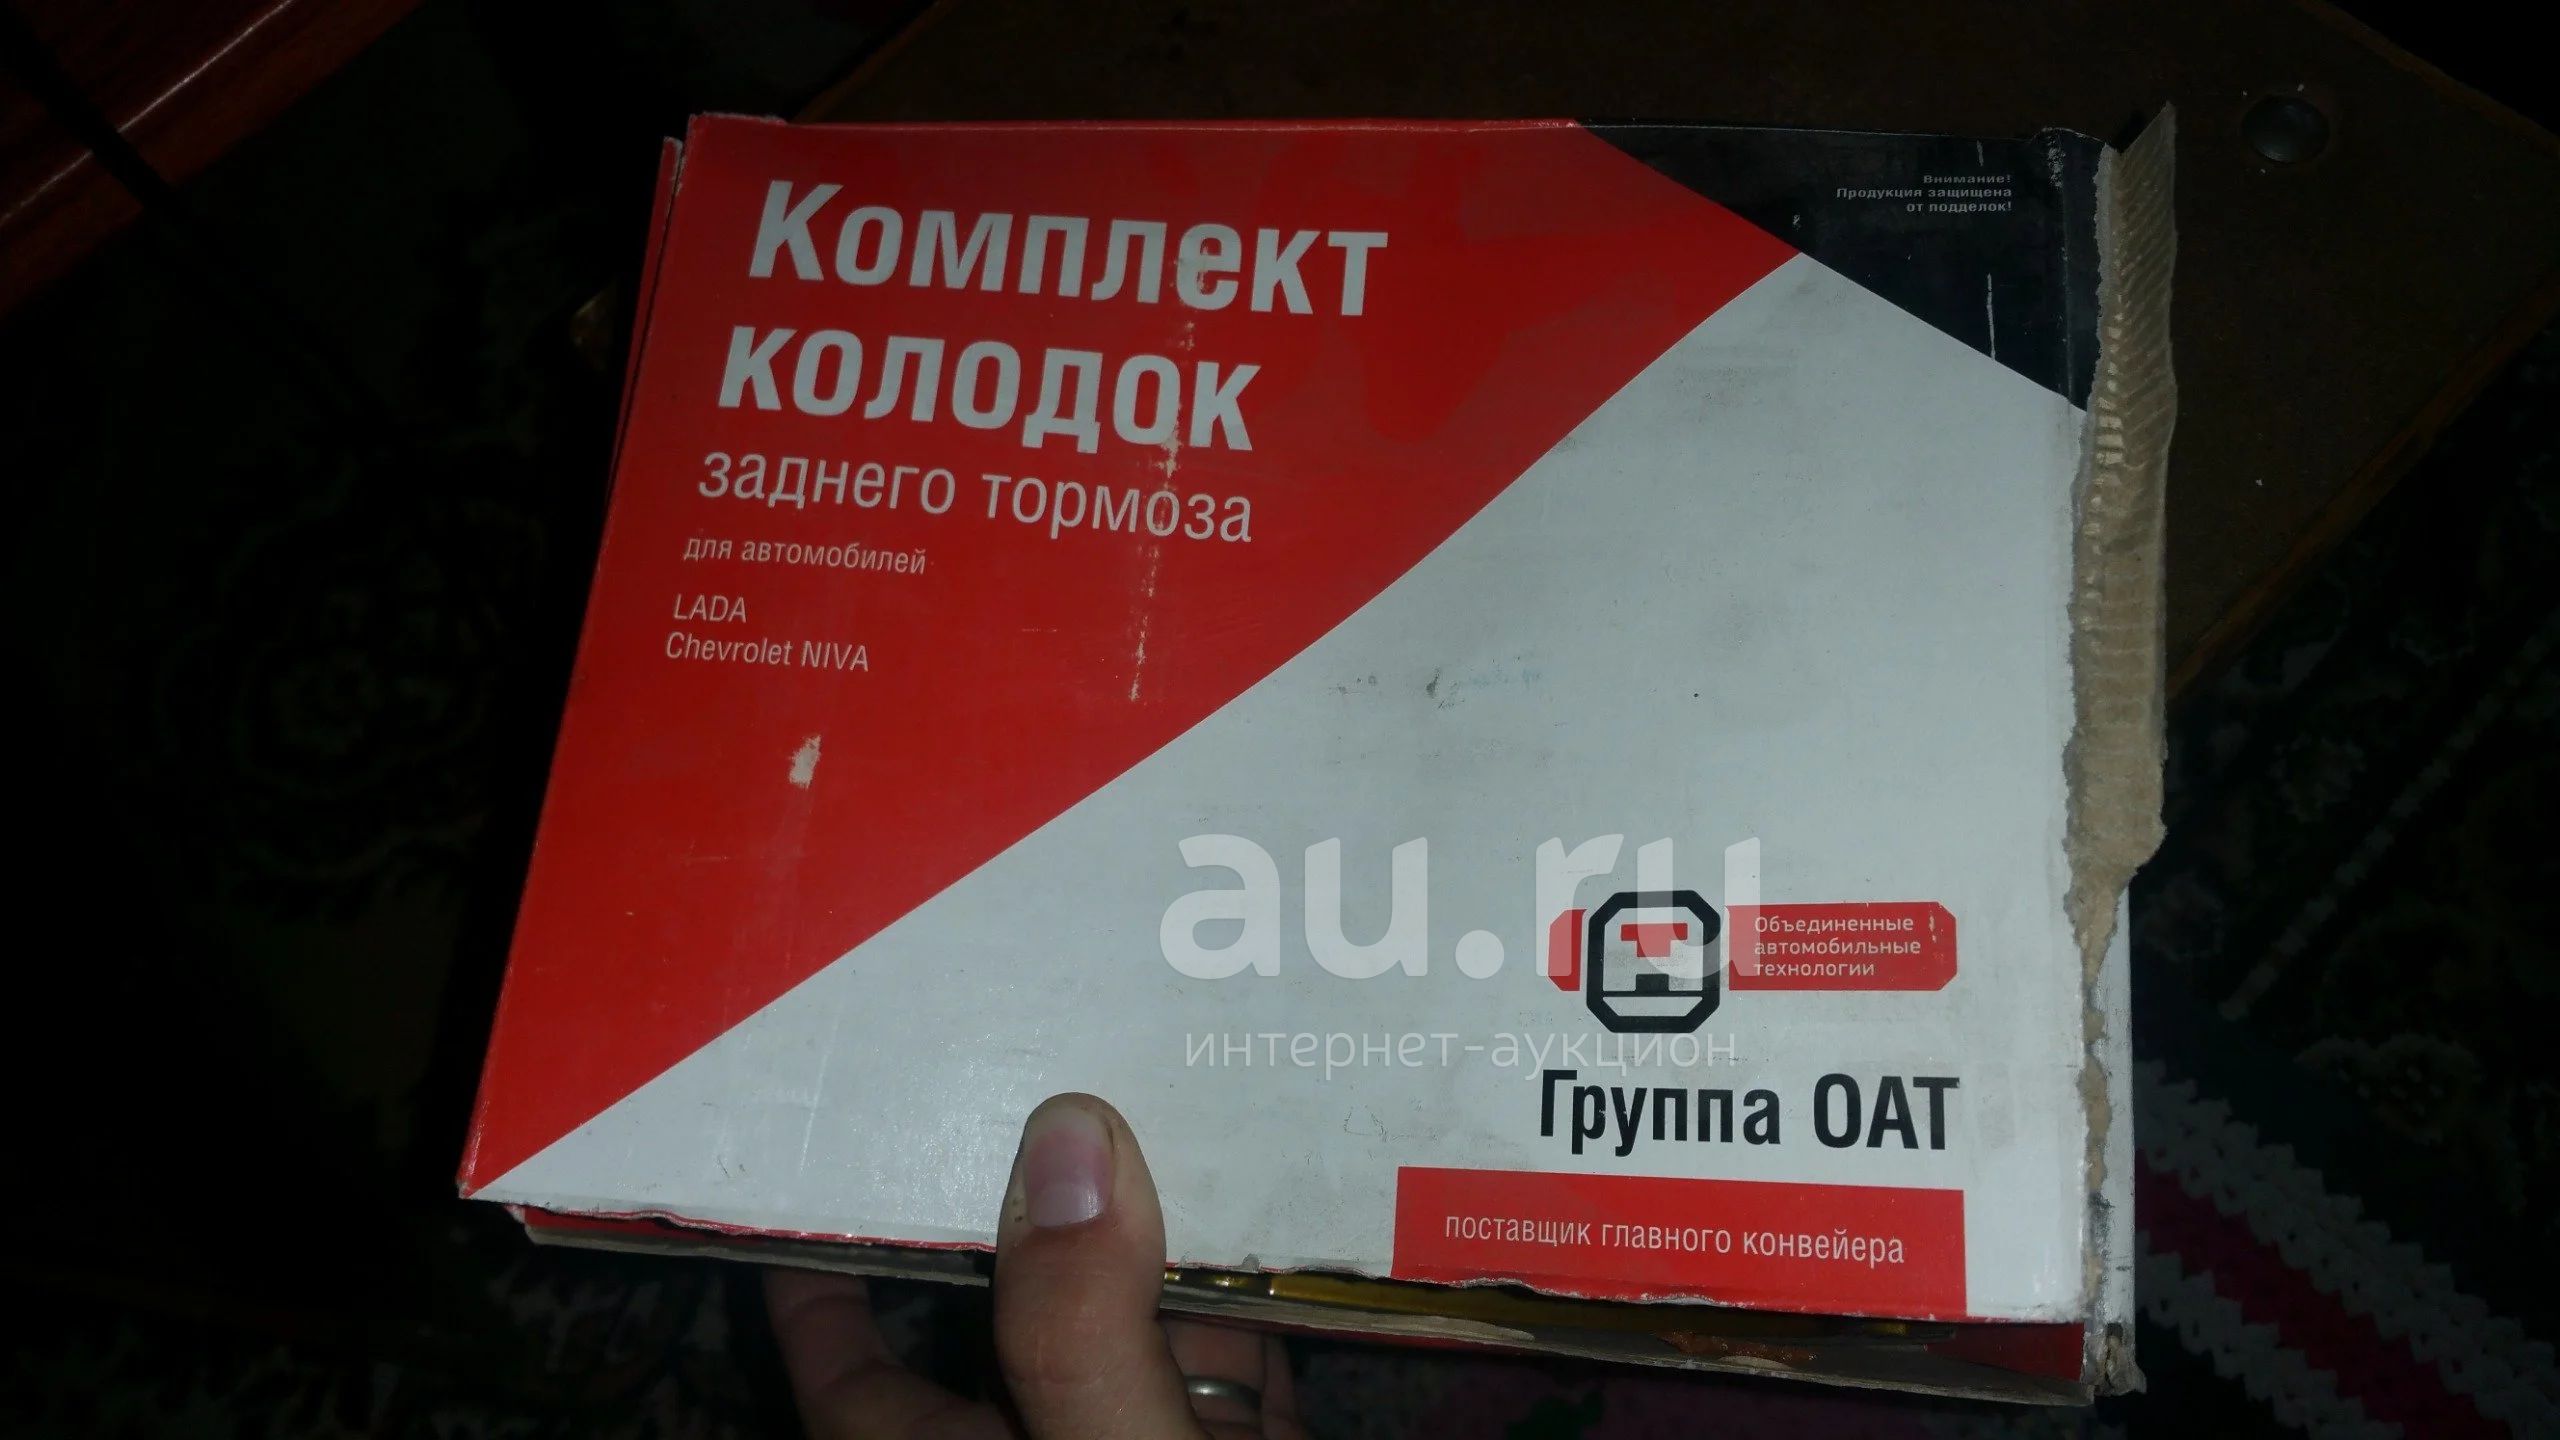 Внимание!
Продукция защищена
от подделок!
Комплект
колодок
заднего тормоза
для автомобилей
LADA
Chevrolet NIVA
au.ru
интернет-аукцион
Объединенные
автомобильные
технологии
Группа ОАТ
поставщик главного конвейера